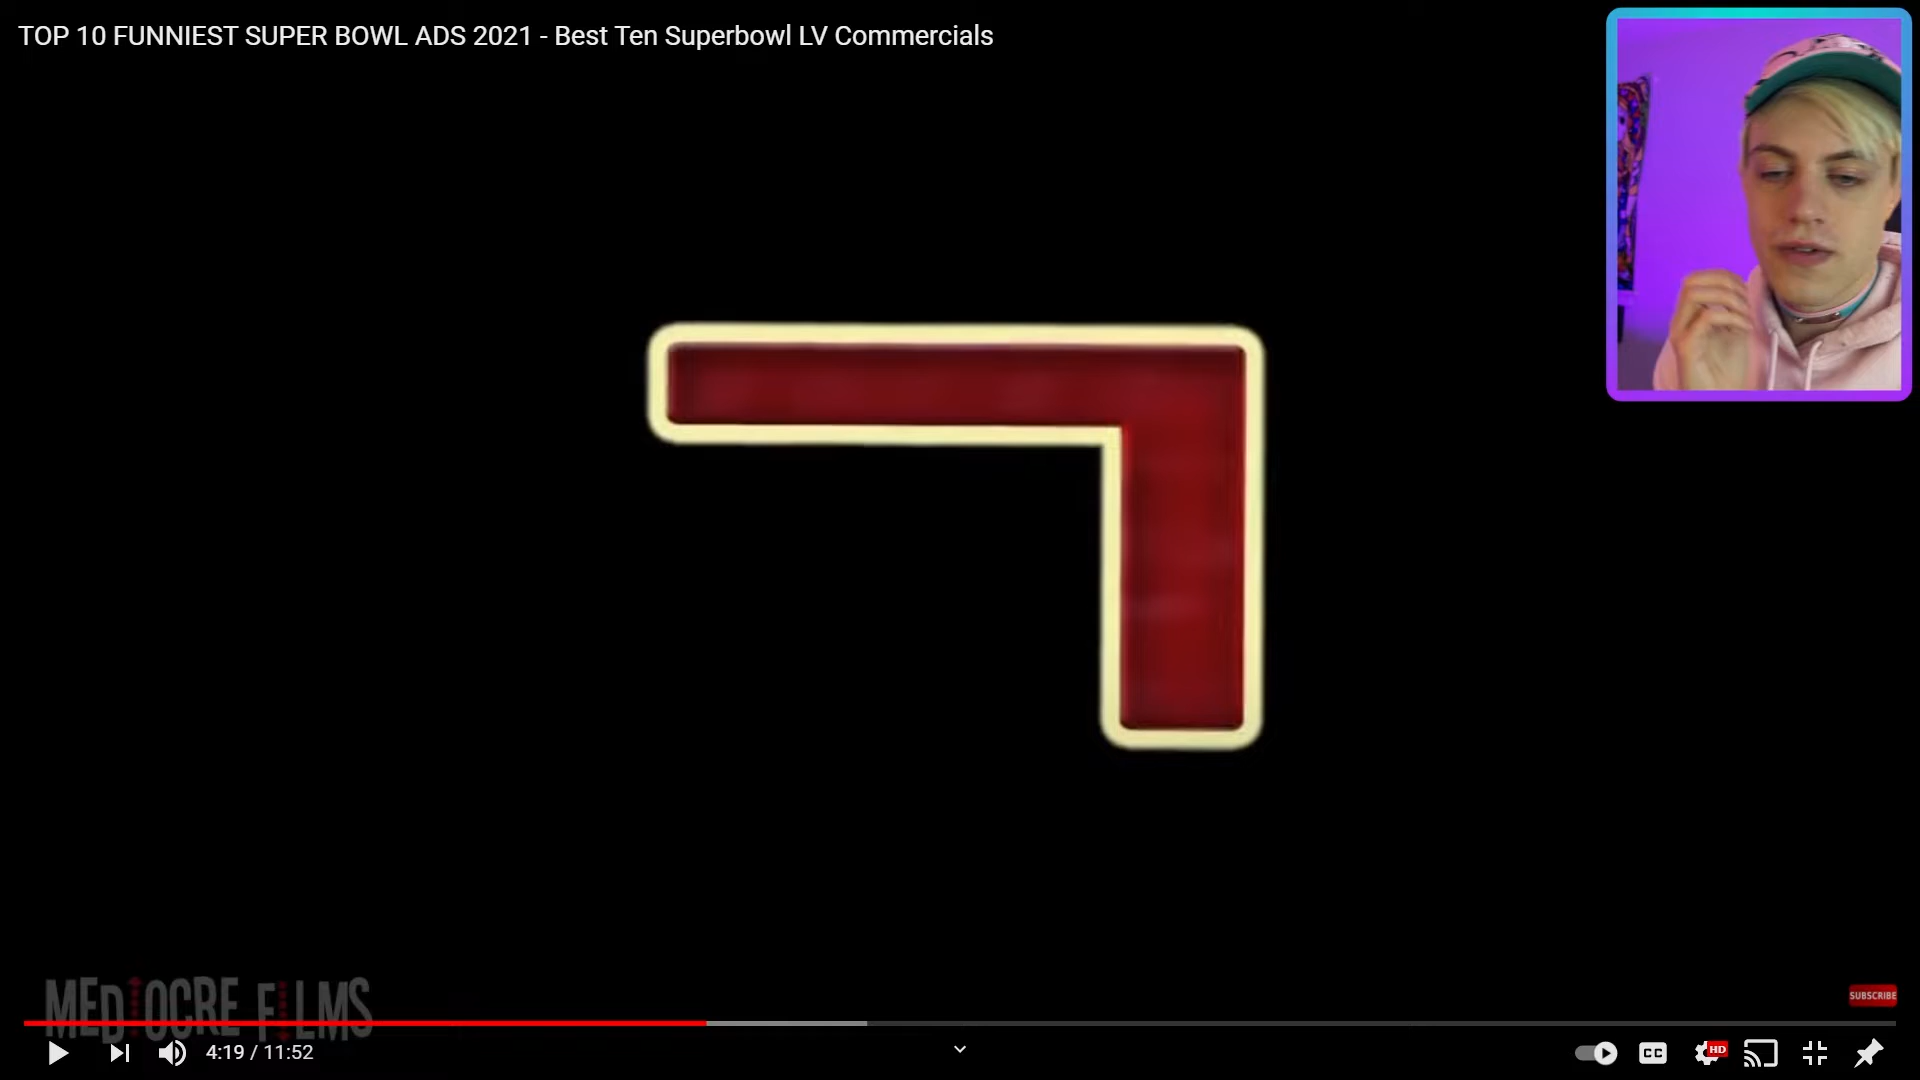 TOP 10 FUNNIEST SUPER BOWL ADS 2021 - Best Ten Superbowl LV Commercials
7
MEDIOCRE FILMS
SUBSCRIBE
4:19 / 11:52
CC
HD